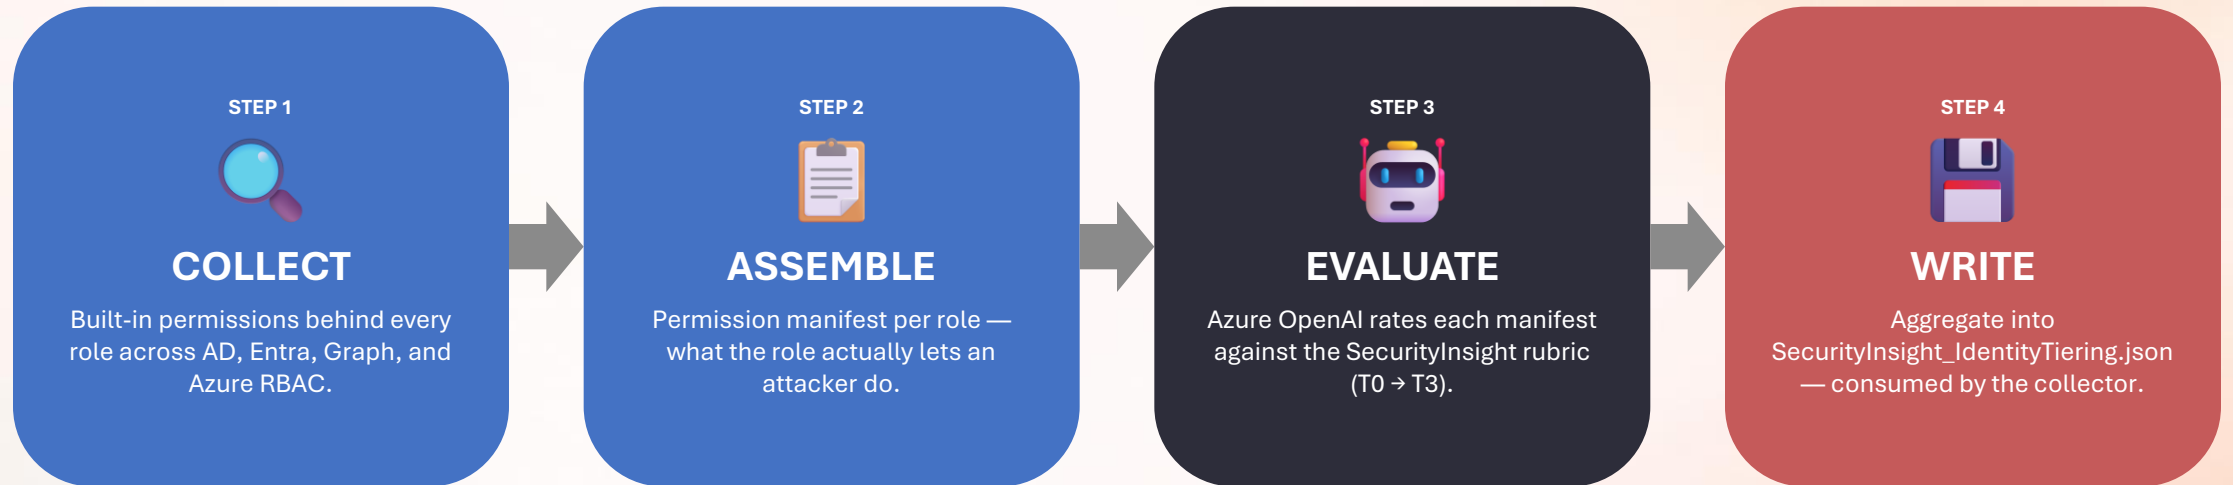 STEP 1
COLLECT
Built-in permissions behind every
role across AD, Entra, Graph, and
Azure RBAC.
STEP 2
ASSEMBLE
Permission manifest per role —
what the role actually lets an
attacker do.
STEP 3
EVALUATE
Azure OpenAI rates each manifest
against the SecurityInsight rubric
(T0 → T3).
STEP 4
WRITE
Aggregate into
SecurityInsight_IdentityTiering.json
— consumed by the collector.